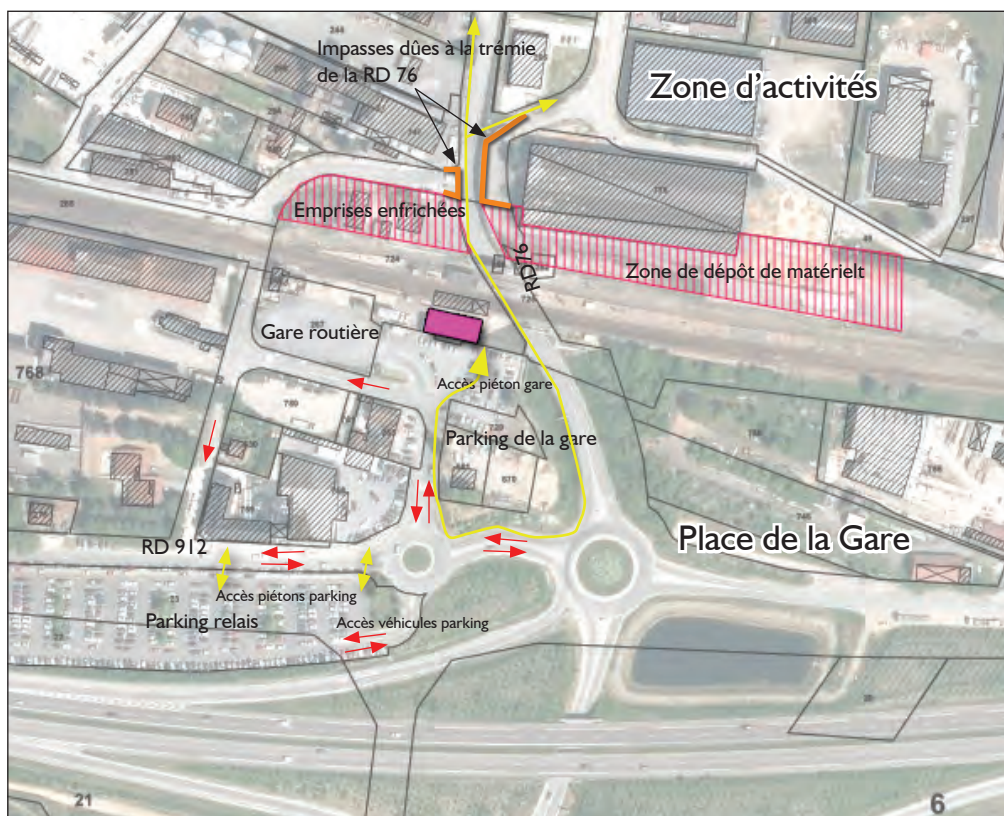 Impasses dûes à la trémie
de la RD 76
Zone d'activités
Emprises enfrichées
RD76
Zone de dépôt de matérielt
Gare routière
768
Accès piéton gare
Parking de la gare
RD 912
Place de la Gare
Accès piétons parking
Parking relais
Accès véhicules parking
21
6